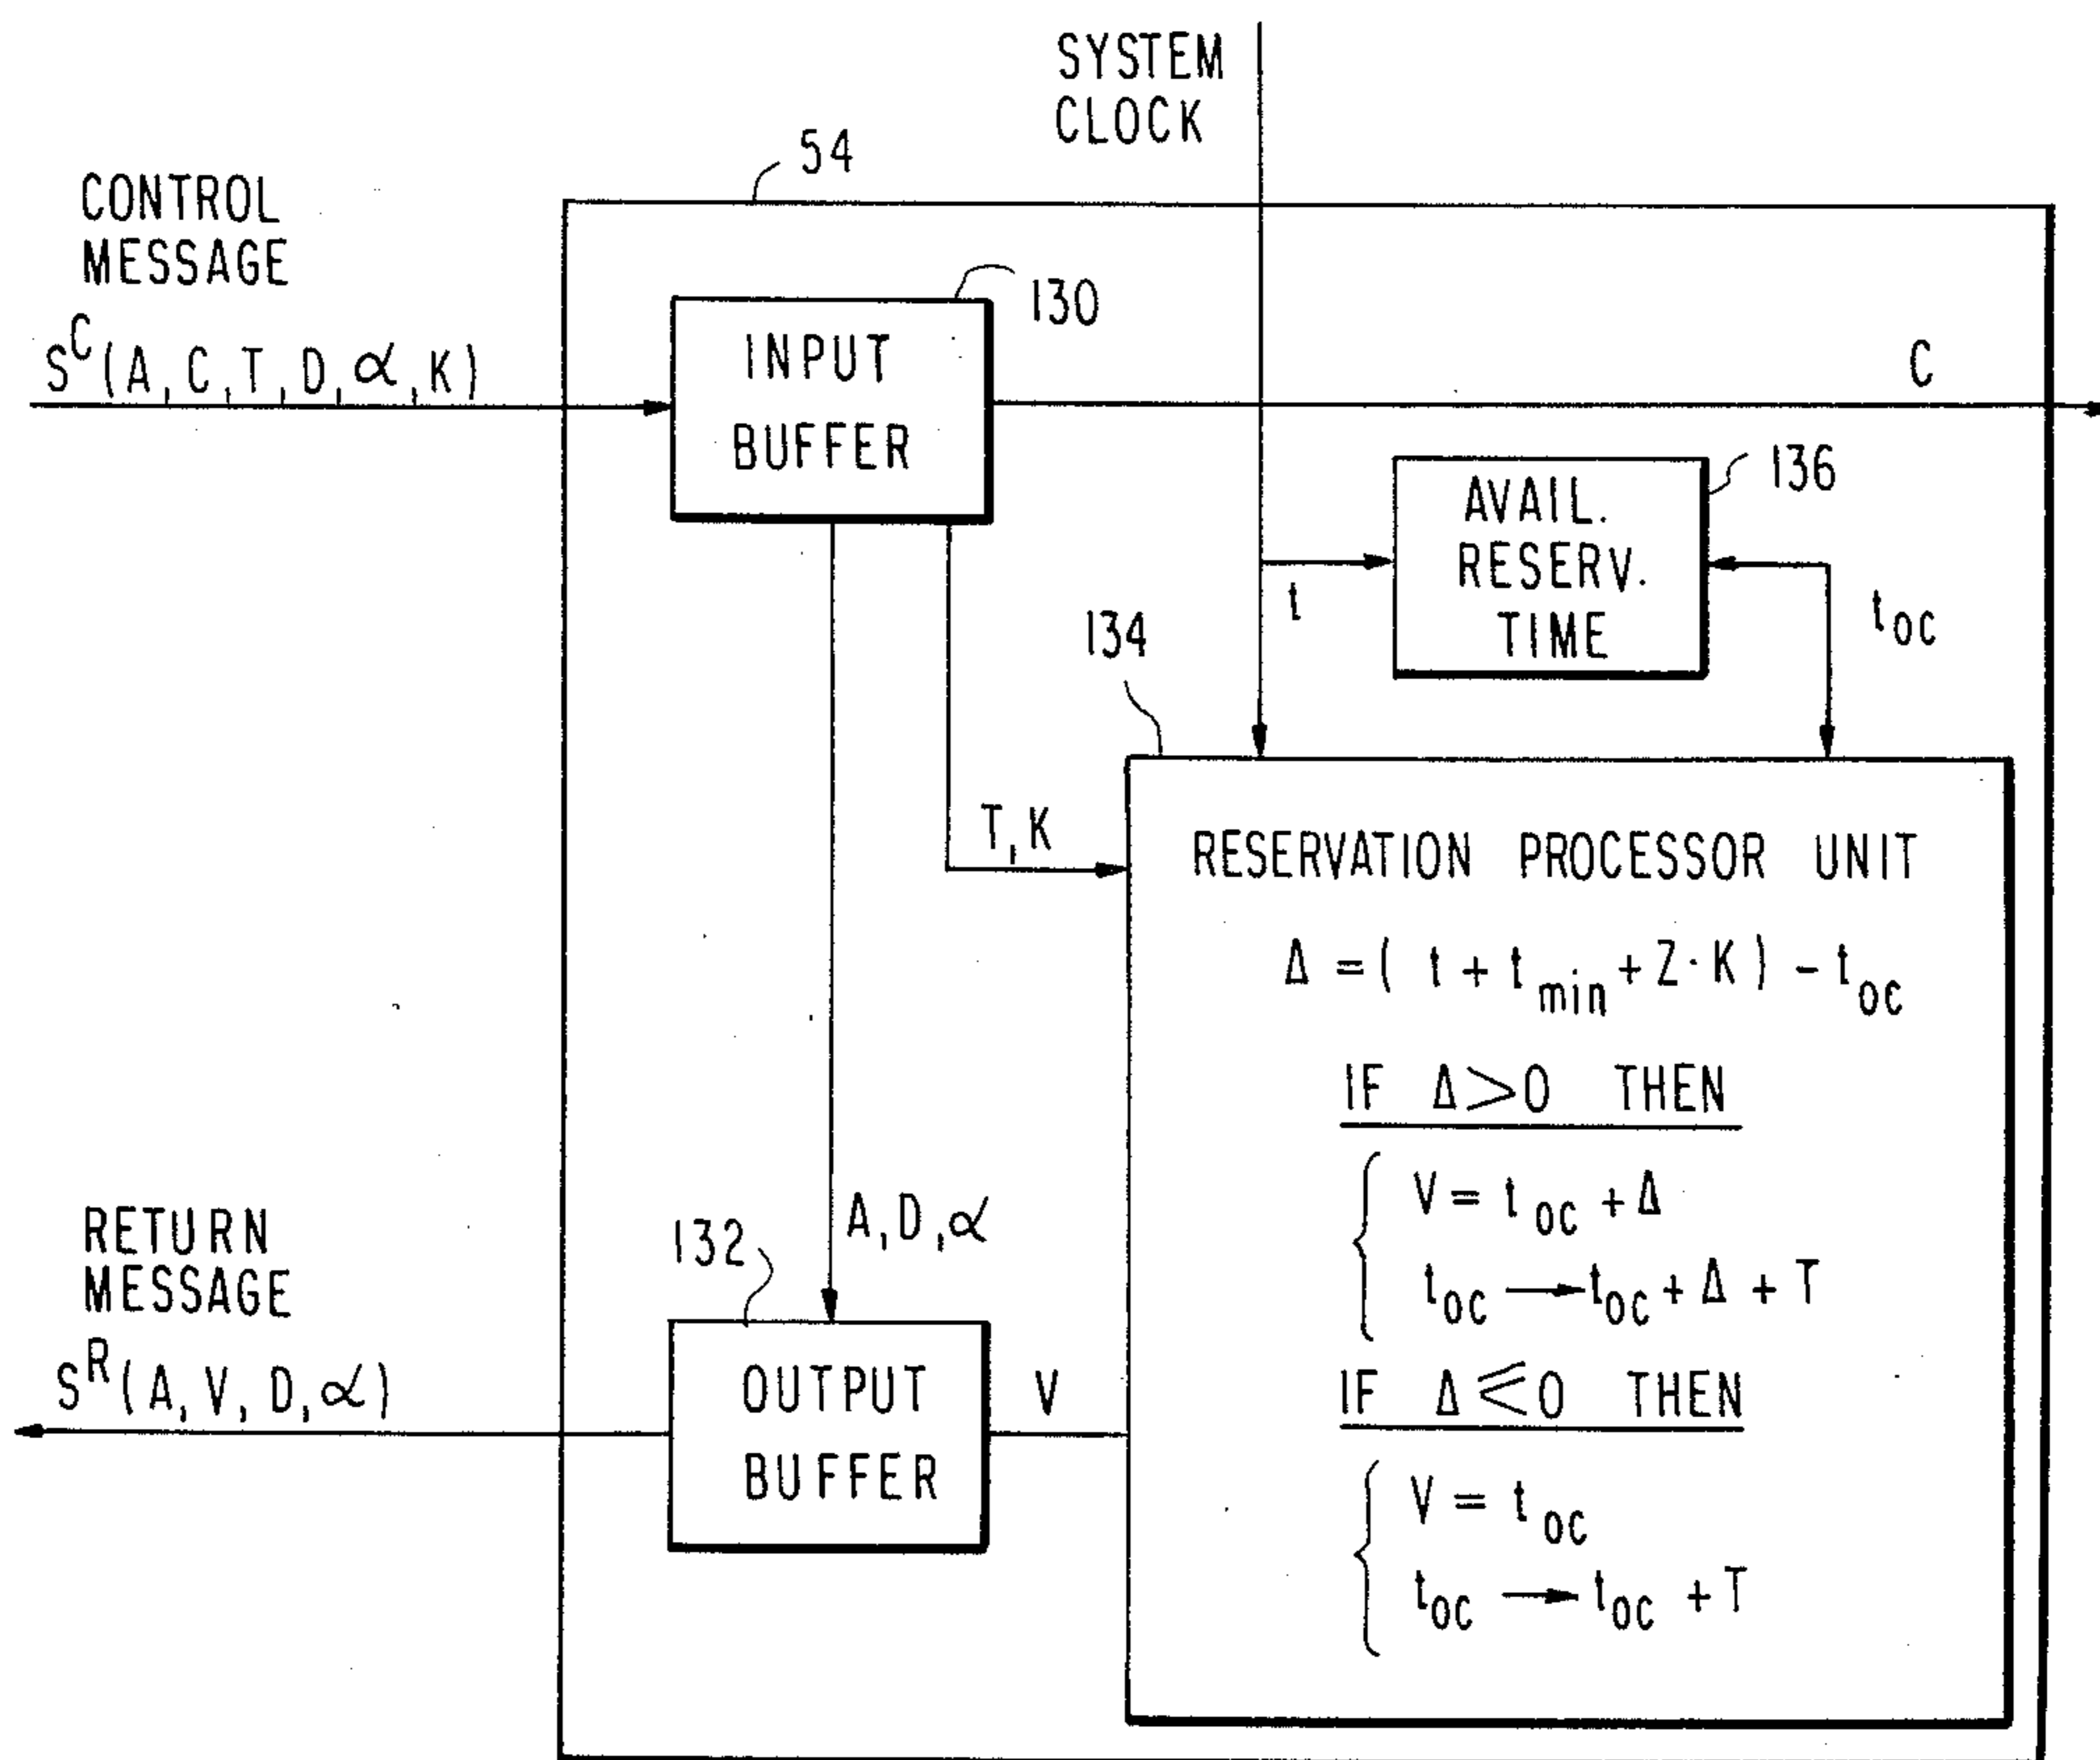 SYSTEM
CLOCK
54
CONTROL
MESSAGE
S^C (A, C, T, D, α, K)
130
INPUT
BUFFER
C
136
AVAIL.
RESERV.
TIME
t
t_oc
134
T, K
RESERVATION PROCESSOR UNIT
Δ = ( t + t_min + Z · K ) − t_oc
IF Δ > 0 THEN
V = t_oc + Δ
t_oc → t_oc + Δ + T
IF Δ ≤ 0 THEN
V = t_oc
t_oc → t_oc + T
A, D, α
132
RETURN
MESSAGE
S^R (A, V, D, α)
OUTPUT
BUFFER
V